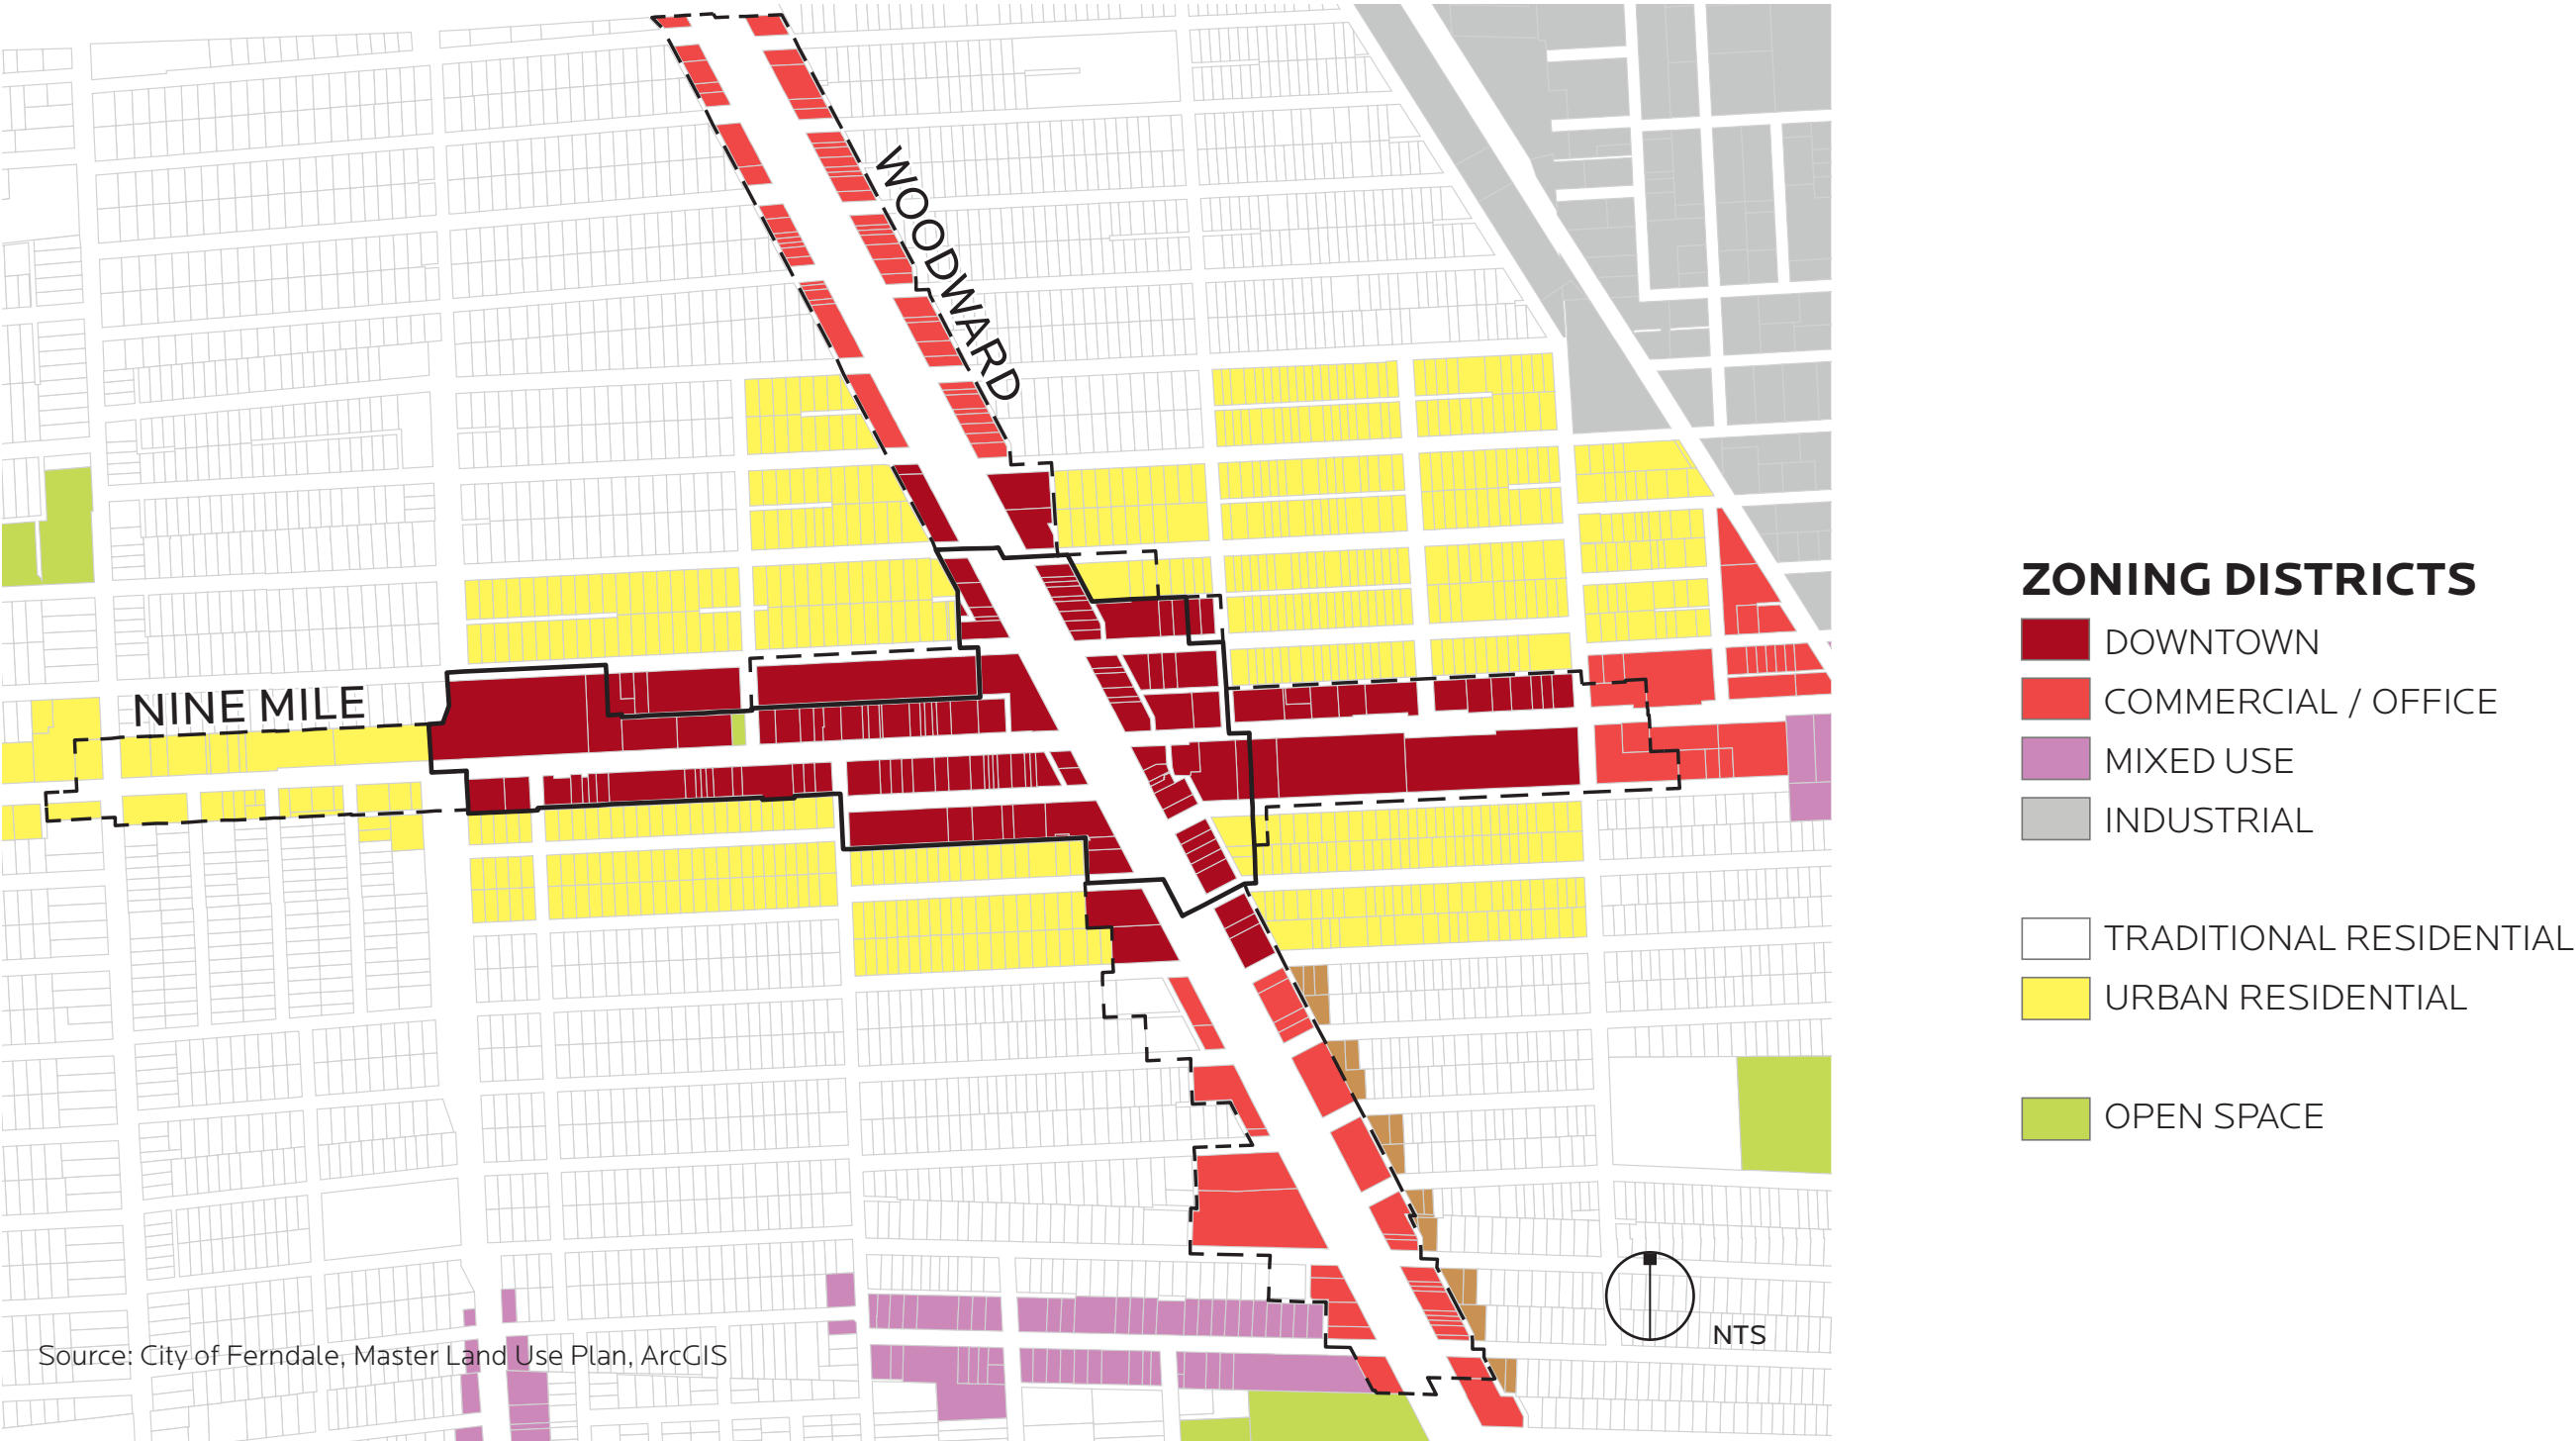 WOODWARD
NINE MILE
ZONING DISTRICTS
DOWNTOWN
COMMERCIAL / OFFICE
MIXED USE
INDUSTRIAL
TRADITIONAL RESIDENTIAL
URBAN RESIDENTIAL
OPEN SPACE
NTS
Source: City of Ferndale, Master Land Use Plan, ArcGIS